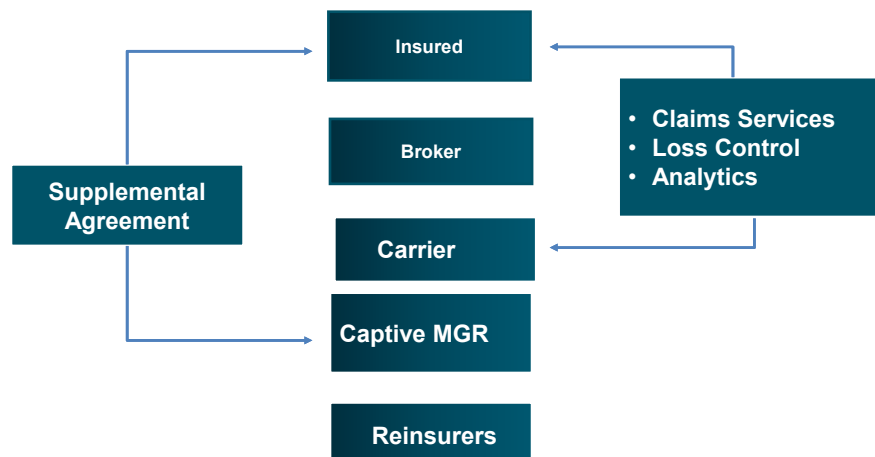 Insured
Broker
Carrier
Captive MGR
Reinsurers
Supplemental
Agreement
• Claims Services
• Loss Control
• Analytics